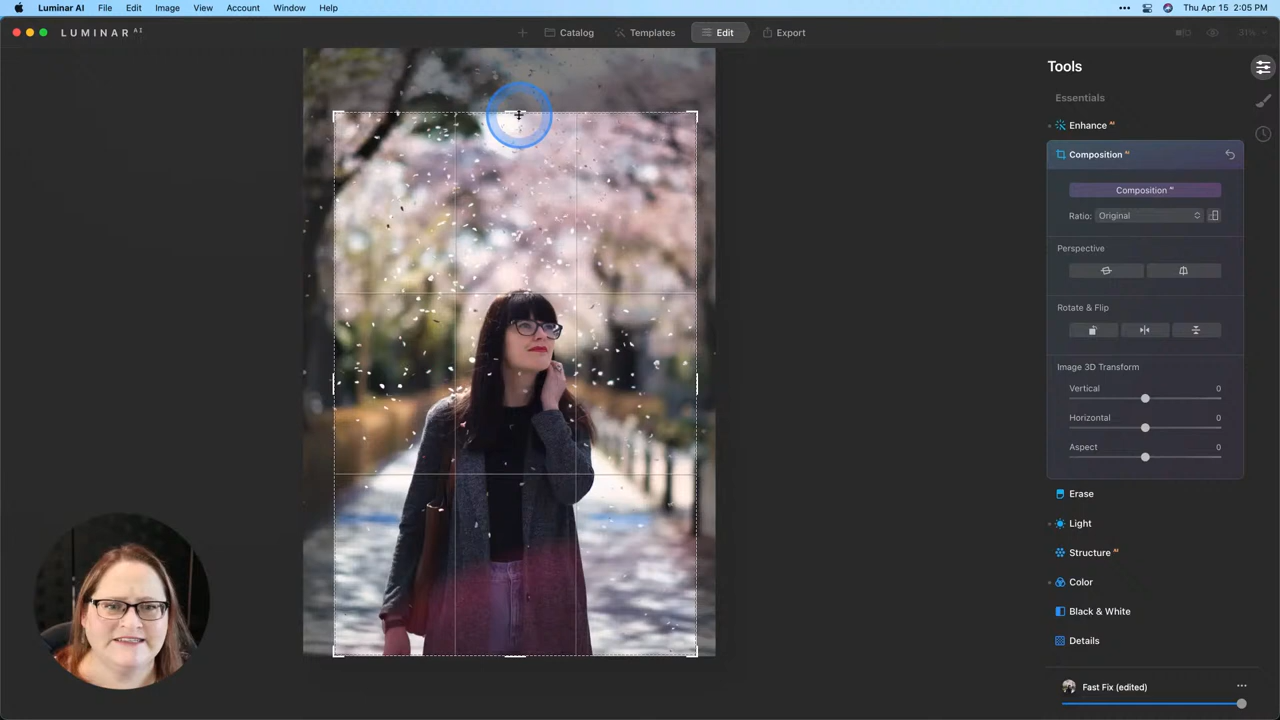 Luminar AI File Edit Image View Account Window Help Thu Apr 15 2:05 PM
LUMINAR AI Catalog Templates Edit Export 31%
Tools
Essentials
Enhance AI
Composition AI
Composition AI
Ratio: Original
Perspective
Rotate & Flip
Image 3D Transform
Vertical 0
Horizontal 0
Aspect 0
Erase
Light
Structure AI
Color
Black & White
Details
Fast Fix (edited)